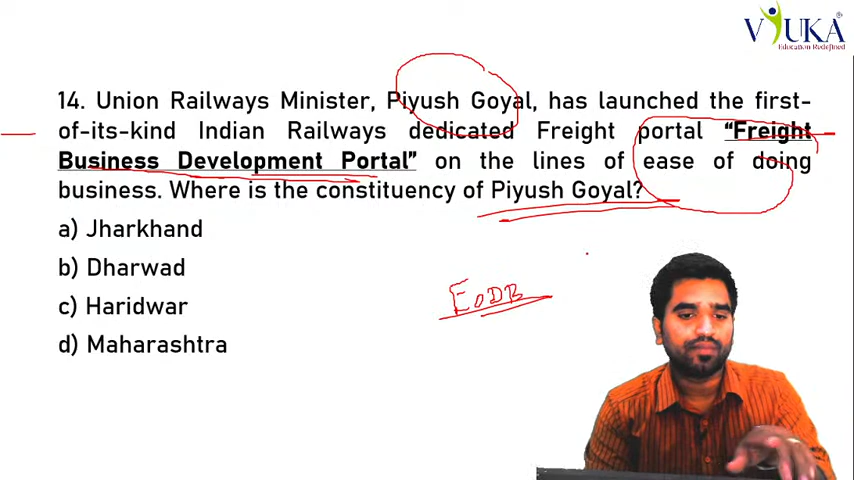 VYUKA
Education Redefined
14. Union Railways Minister, Piyush Goyal, has launched the first-
of-its-kind Indian Railways dedicated Freight portal “Freight
Business Development Portal” on the lines of ease of doing
business. Where is the constituency of Piyush Goyal?
a) Jharkhand
b) Dharwad
c) Haridwar
d) Maharashtra
EoDB